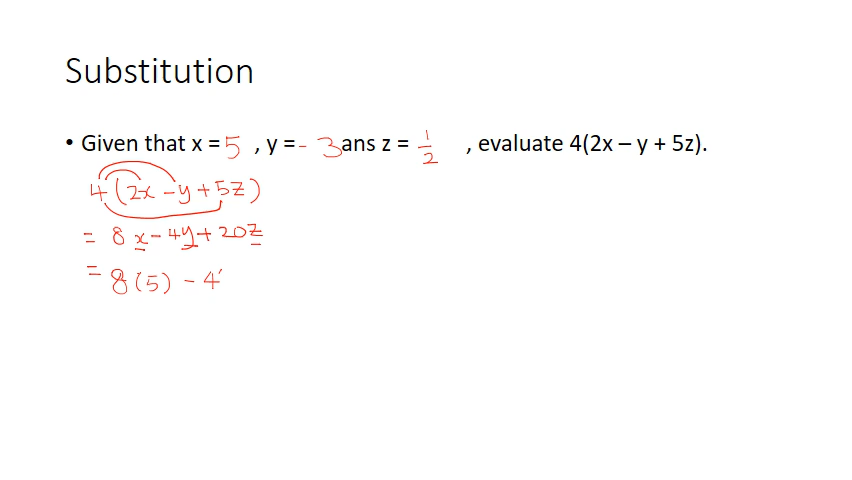 Substitution
• Given that x = 5 , y = - 3 ans z = 1/2 , evaluate 4(2x – y + 5z).
4(2x - y + 5z)
= 8x - 4y + 20z
= 8(5) - 4